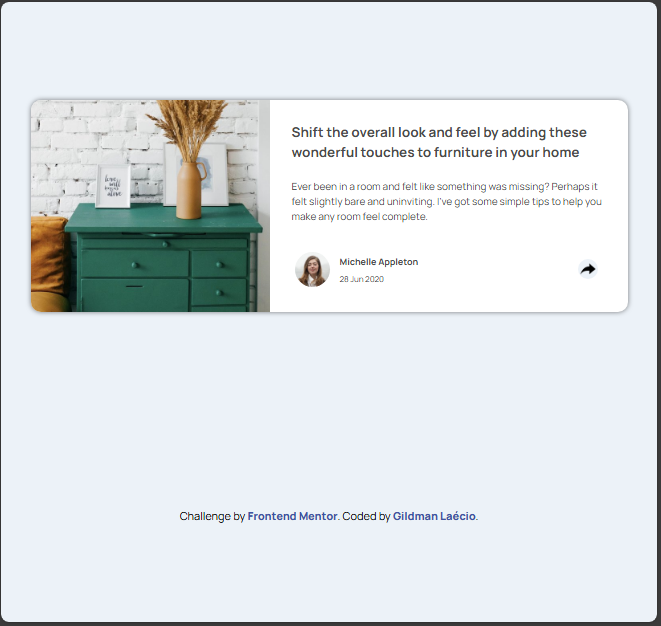 Shift the overall look and feel by adding these
wonderful touches to furniture in your home
Ever been in a room and felt like something was missing? Perhaps it
felt slightly bare and uninviting. I've got some simple tips to help you
make any room feel complete.
Michelle Appleton
28 Jun 2020
Challenge by Frontend Mentor. Coded by Gildman Laécio.